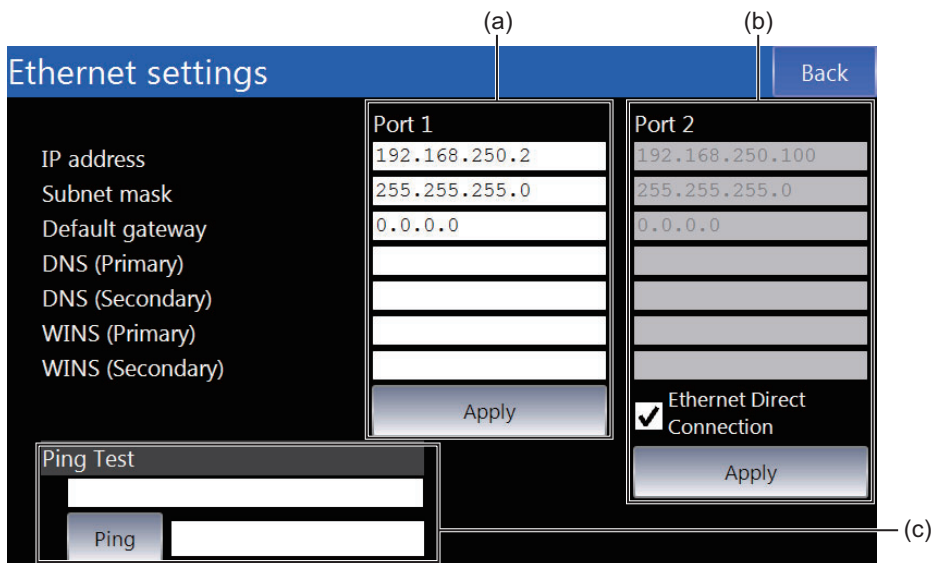 (a)
(b)
Ethernet settings
Back
Port 1
Port 2
IP address
192.168.250.2
192.168.250.100
Subnet mask
255.255.255.0
255.255.255.0
Default gateway
0.0.0.0
0.0.0.0
DNS (Primary)
DNS (Secondary)
WINS (Primary)
WINS (Secondary)
Apply
Ethernet Direct
Connection
Apply
Ping Test
Ping
(c)